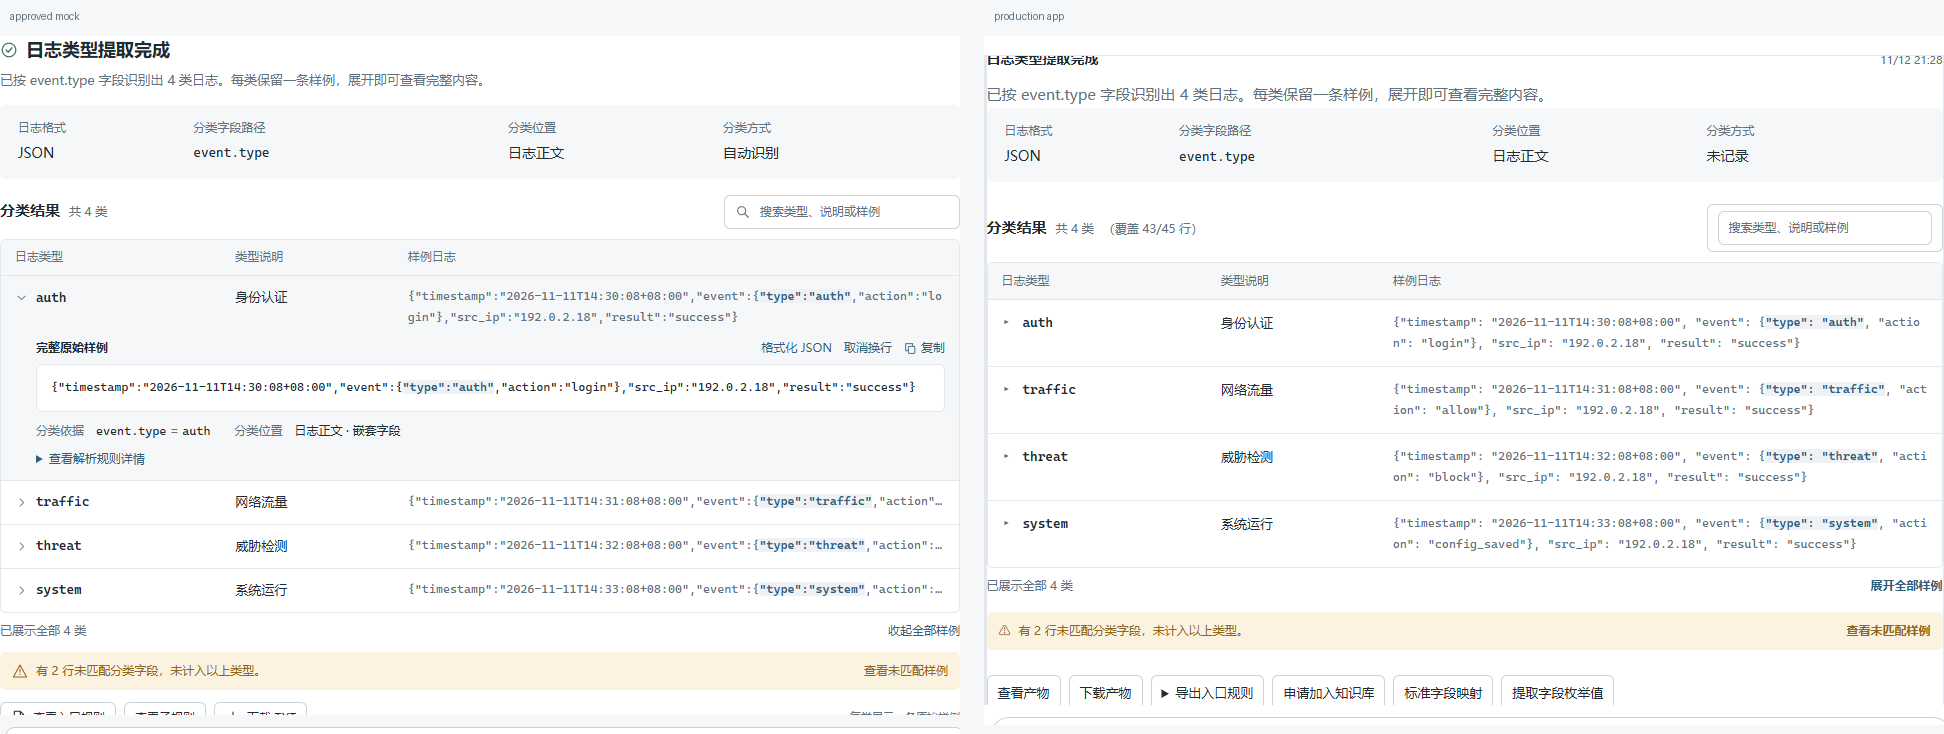 approved mock
日志类型提取完成
已按 event.type 字段识别出 4 类日志。每类保留一条样例，展开即可查看完整内容。
日志格式 分类字段路径 分类位置 分类方式
JSON event.type 日志正文 自动识别
分类结果 共 4 类 搜索类型、说明或样例
日志类型 类型说明 样例日志
auth 身份认证 {"timestamp":"2026-11-11T14:30:08+08:00","event":{"type":"auth","action":"lo
gin"},"src_ip":"192.0.2.18","result":"success"}
完整原始样例 格式化 JSON 取消换行 复制
{"timestamp":"2026-11-11T14:30:08+08:00","event":{"type":"auth","action":"login"},"src_ip":"192.0.2.18","result":"success"}
分类依据 event.type = auth 分类位置 日志正文 · 嵌套字段
▶ 查看解析规则详情
traffic 网络流量 {"timestamp":"2026-11-11T14:31:08+08:00","event":{"type":"traffic","action"…
threat 威胁检测 {"timestamp":"2026-11-11T14:32:08+08:00","event":{"type":"threat","action":…
system 系统运行 {"timestamp":"2026-11-11T14:33:08+08:00","event":{"type":"system","action":…
已展示全部 4 类 收起全部样例
有 2 行未匹配分类字段，未计入以上类型。 查看未匹配样例
production app
日志类型提取完成 11/12 21:28
已按 event.type 字段识别出 4 类日志。每类保留一条样例，展开即可查看完整内容。
日志格式 分类字段路径 分类位置 分类方式
JSON event.type 日志正文 未记录
分类结果 共 4 类 （覆盖 43/45 行） 搜索类型、说明或样例
日志类型 类型说明 样例日志
▸ auth 身份认证 {"timestamp": "2026-11-11T14:30:08+08:00", "event": {"type": "auth", "actio
n": "login"}, "src_ip": "192.0.2.18", "result": "success"}
▸ traffic 网络流量 {"timestamp": "2026-11-11T14:31:08+08:00", "event": {"type": "traffic", "act
ion": "allow"}, "src_ip": "192.0.2.18", "result": "success"}
▸ threat 威胁检测 {"timestamp": "2026-11-11T14:32:08+08:00", "event": {"type": "threat", "acti
on": "block"}, "src_ip": "192.0.2.18", "result": "success"}
▸ system 系统运行 {"timestamp": "2026-11-11T14:33:08+08:00", "event": {"type": "system", "acti
on": "config_saved"}, "src_ip": "192.0.2.18", "result": "success"}
已展示全部 4 类 展开全部样例
有 2 行未匹配分类字段，未计入以上类型。 查看未匹配样例
查看产物 下载产物 ▶ 导出入口规则 申请加入知识库 标准字段映射 提取字段枚举值